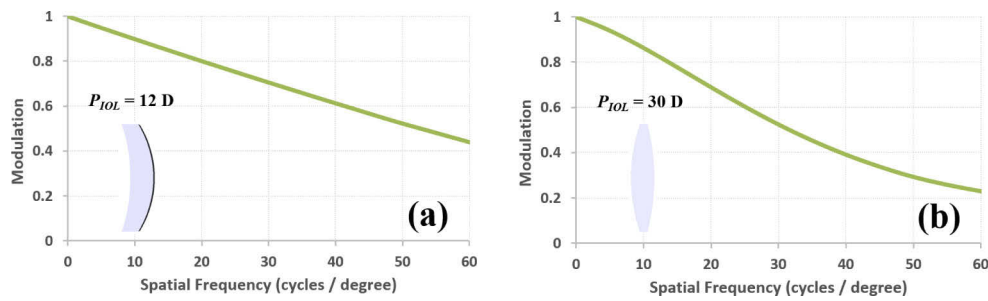 1
0.8
0.6
0.4
0.2
0
Modulation
P_IOL = 12 D
(a)
0 10 20 30 40 50 60
Spatial Frequency (cycles / degree)
1
0.8
0.6
0.4
0.2
0
Modulation
P_IOL = 30 D
(b)
0 10 20 30 40 50 60
Spatial Frequency (cycles / degree)